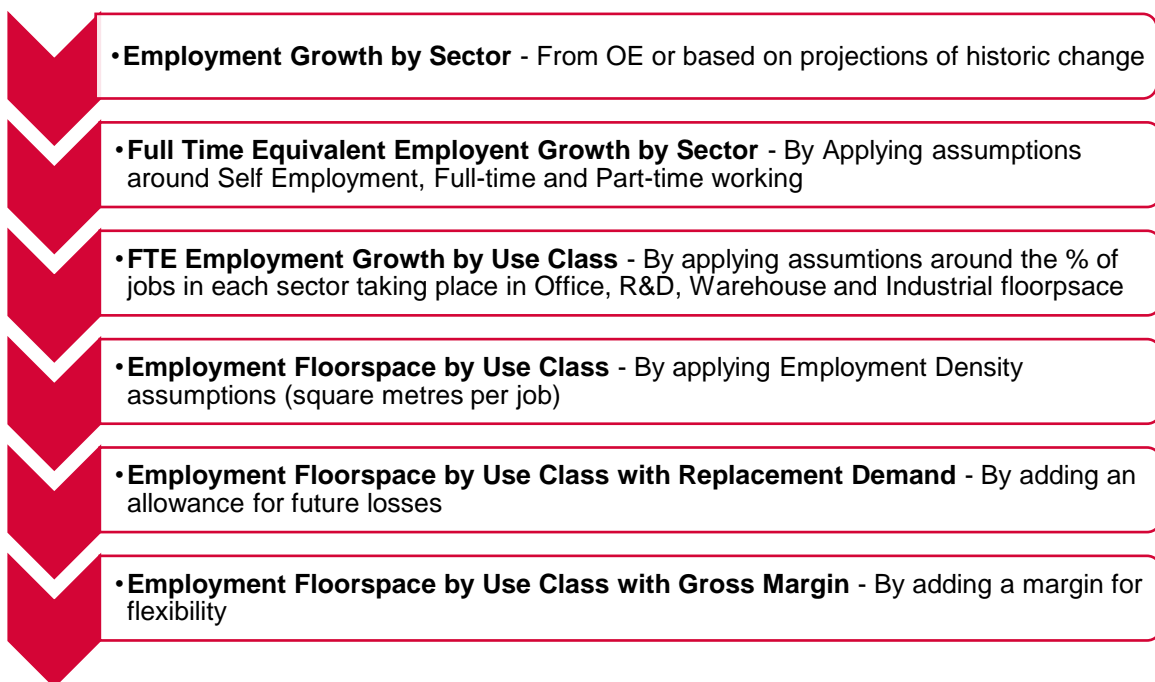 •Employment Growth by Sector - From OE or based on projections of historic change
•Full Time Equivalent Employent Growth by Sector - By Applying assumptions
around Self Employment, Full-time and Part-time working
•FTE Employment Growth by Use Class - By applying assumtions around the % of
jobs in each sector taking place in Office, R&D, Warehouse and Industrial floorpsace
•Employment Floorspace by Use Class - By applying Employment Density
assumptions (square metres per job)
•Employment Floorspace by Use Class with Replacement Demand - By adding an
allowance for future losses
•Employment Floorspace by Use Class with Gross Margin - By adding a margin for
flexibility